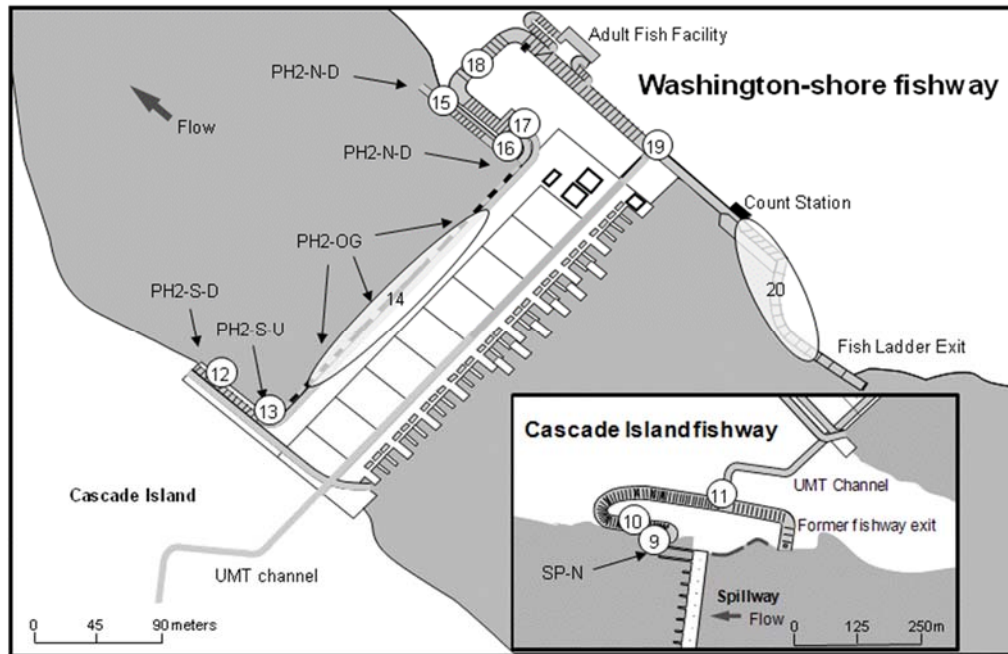 Adult Fish Facility
Washington-shore fishway
PH2-N-D
18
15
Flow
17
16
PH2-N-D
19
Count Station
PH2-OG
20
14
PH2-S-D
PH2-S-U
Fish Ladder Exit
12
13
Cascade Island
UMT channel
0 45 90 meters
Cascade Island fishway
UMT Channel
11
10
Former fishway exit
9
SP-N
Spillway
Flow
0 125 250m